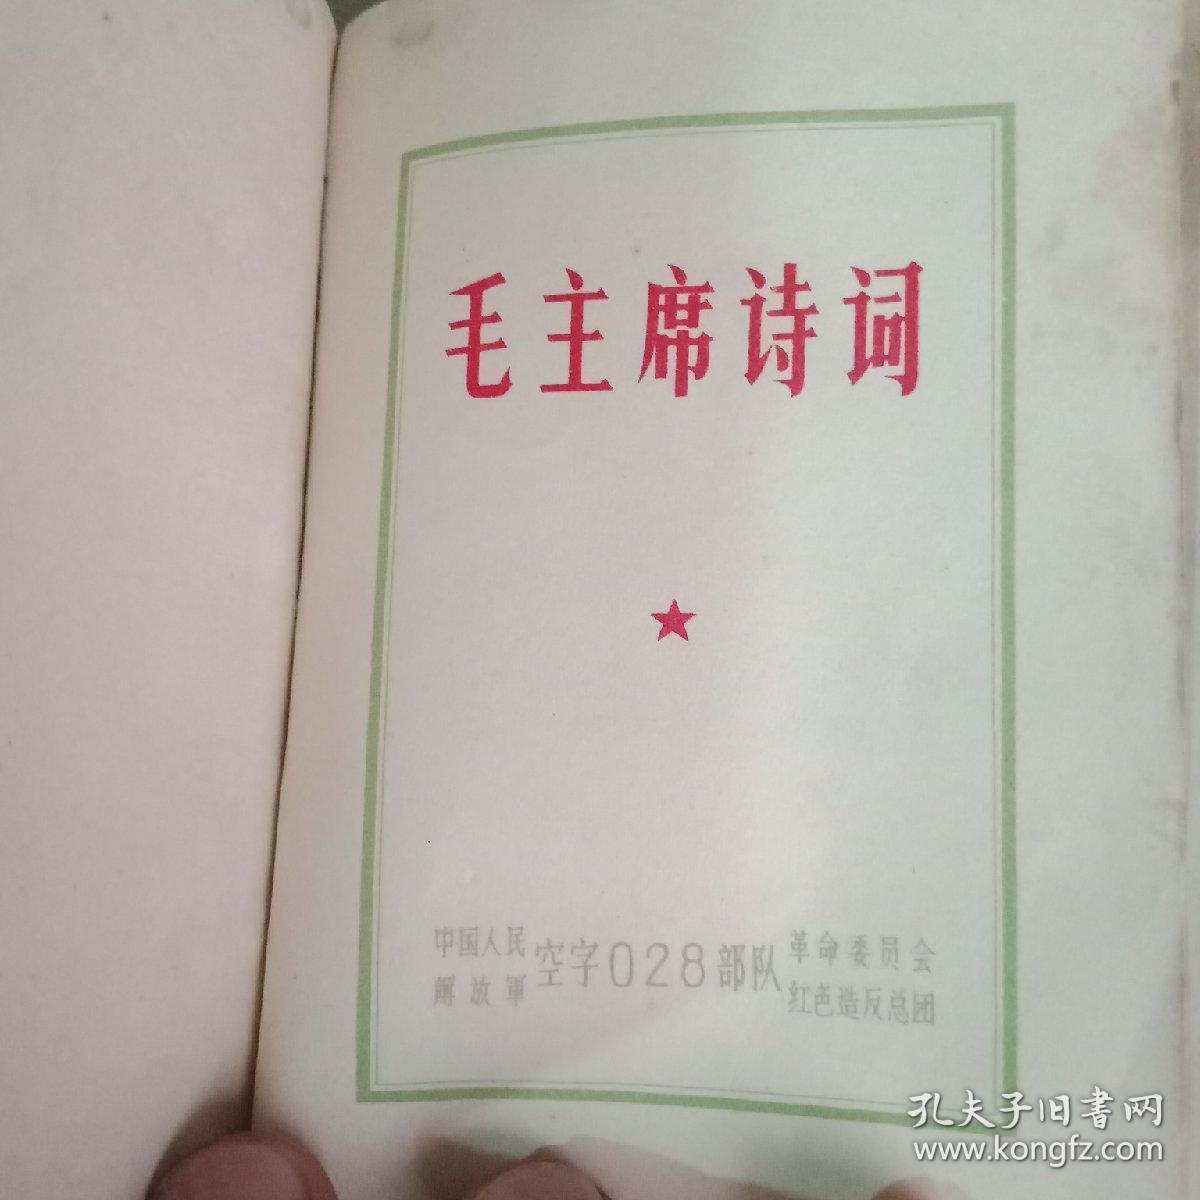 毛主席诗词
中国人民
解放軍
空字028部队
革命委员会
红色造反总团
孔夫子旧書网
www.kongfz.com